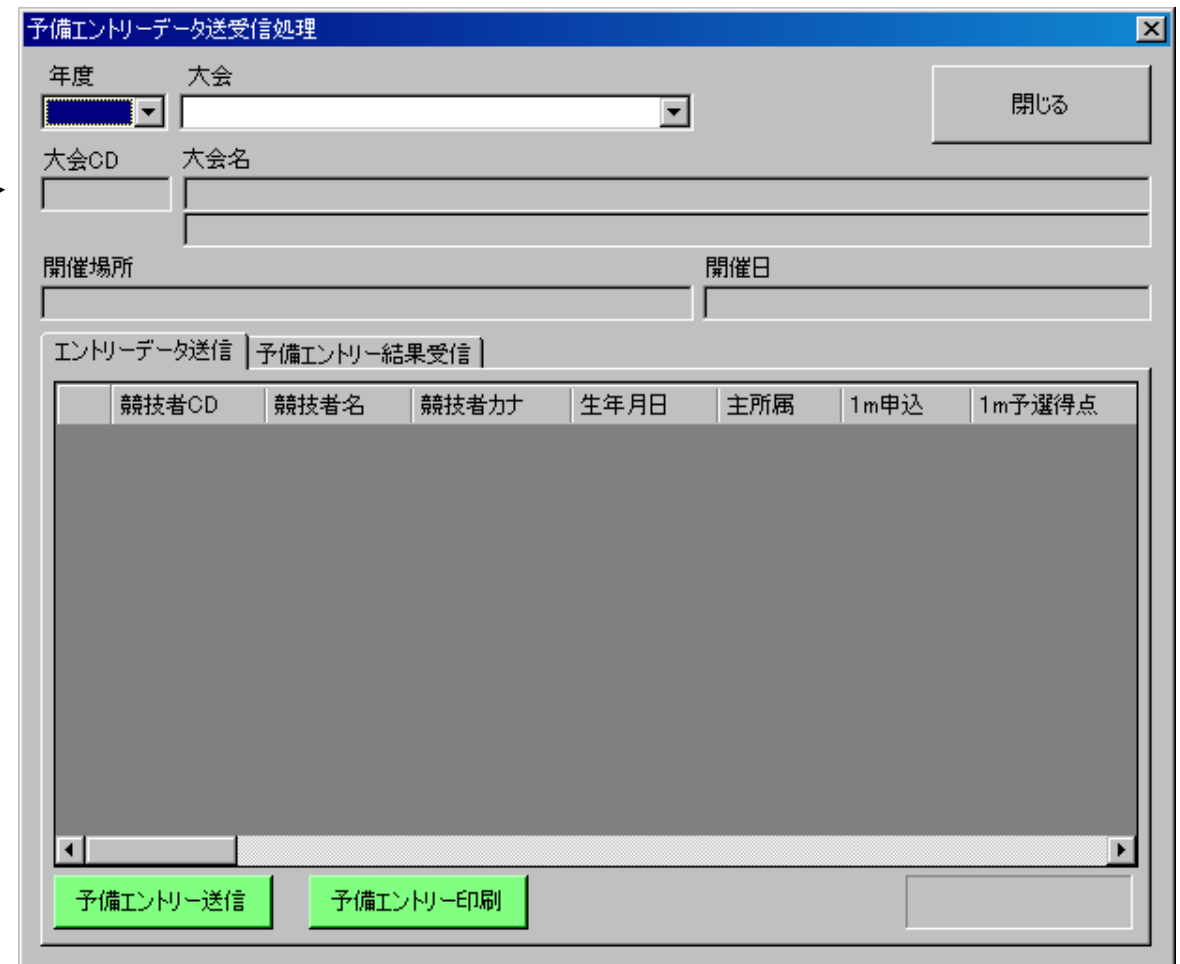 予備エントリーデータ送受信処理
年度 大会
閉じる
大会CD 大会名
開催場所 開催日
エントリーデータ送信 予備エントリー結果受信
競技者CD 競技者名 競技者カナ 生年月日 主所属 1m申込 1m予選得点
予備エントリー送信 予備エントリー印刷